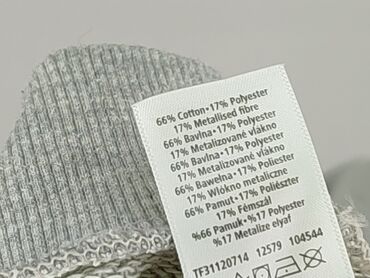 66% Cotton•17% Polyester
17% Metallised fibre
66% Bavlna•17% Polyester
17% Metalizované vlákno
66% Bavlna•17% Polyester
17% Metalizované vlákno
66% Bawełna•17% Poliester
17% Włókno metaliczne
66% Pamut•17% Poliészter
17% Fémszál
%66 Pamuk•%17 Polyester
%17 Metalize elyaf
TF31120714 12579 104544